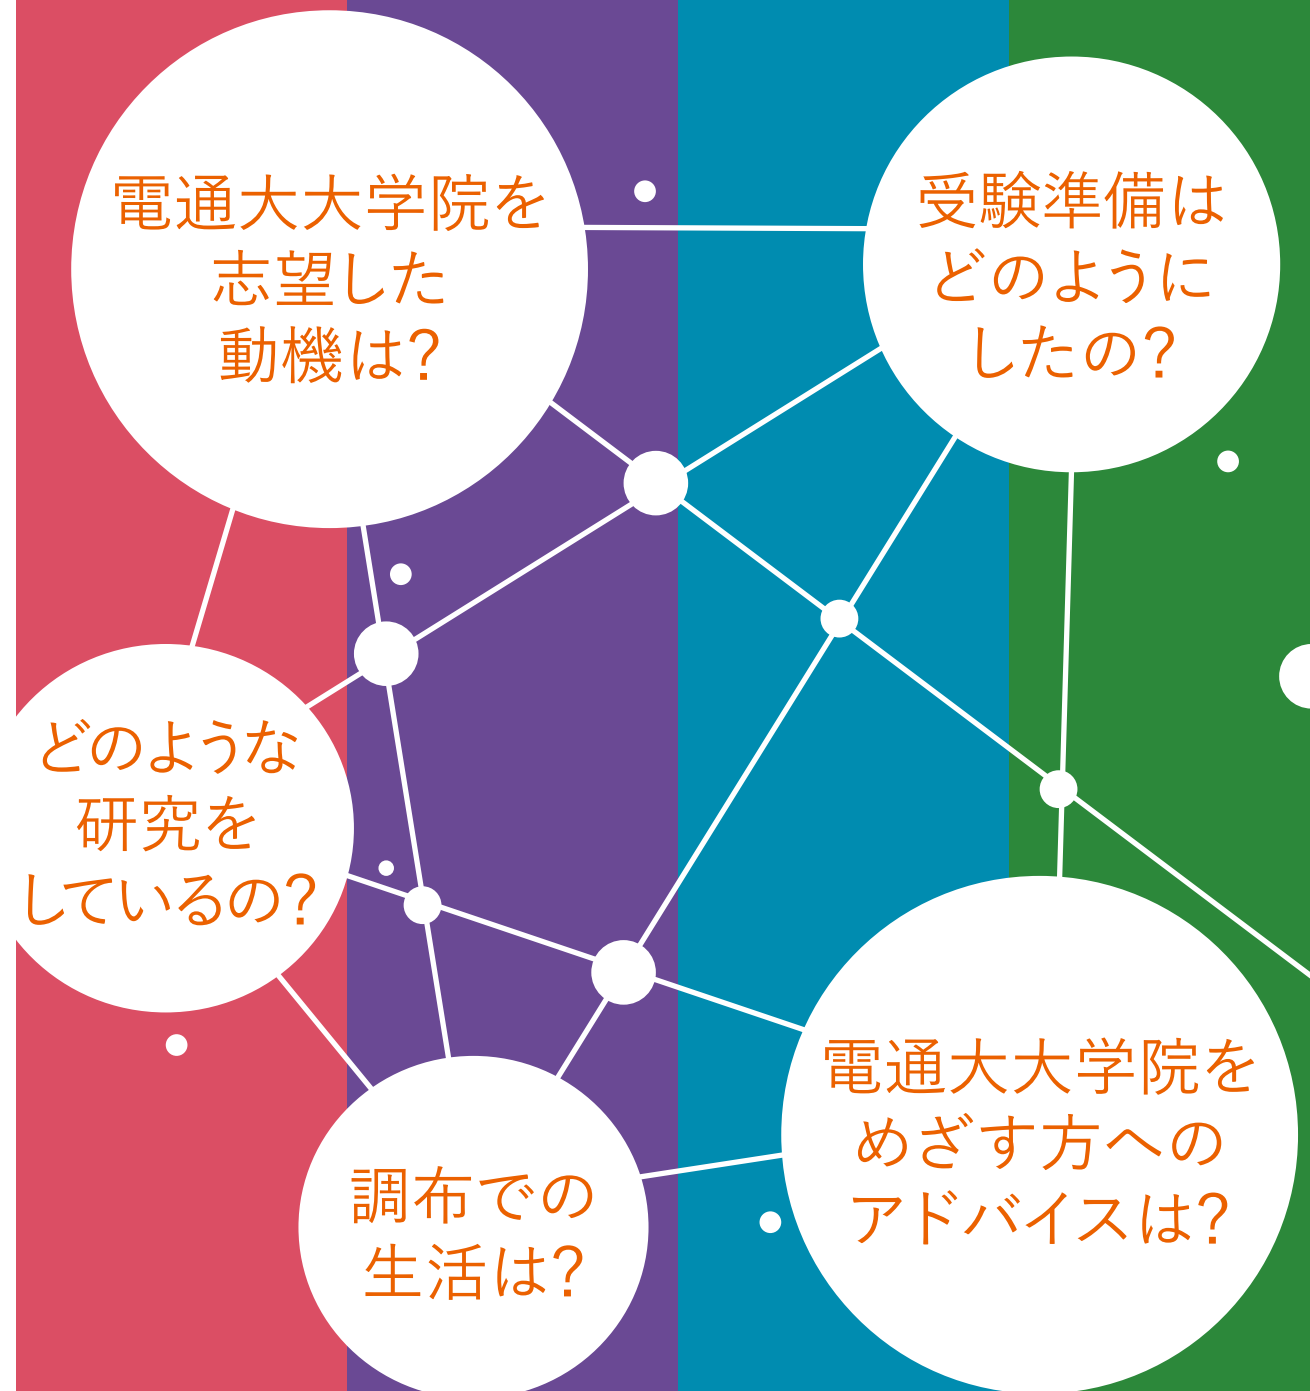 電通大大学院を
志望した
動機は?
受験準備は
どのように
したの?
どのような
研究を
しているの?
電通大大学院を
めざす方への
アドバイスは?
調布での
生活は?